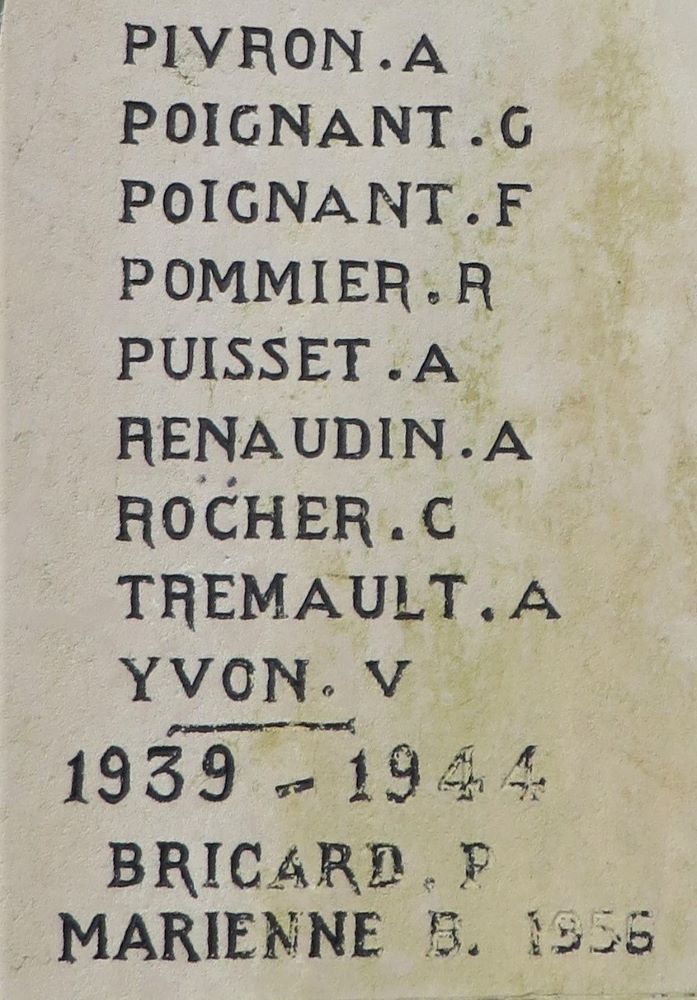 PIVRON.A
POIGNANT.G
POIGNANT.F
POMMIER.R
PUISSET.A
RENAUDIN.A
ROCHER.C
TREMAULT.A
YVON.V
1939-1944
BRICARD.P
MARIENNE B. 1956